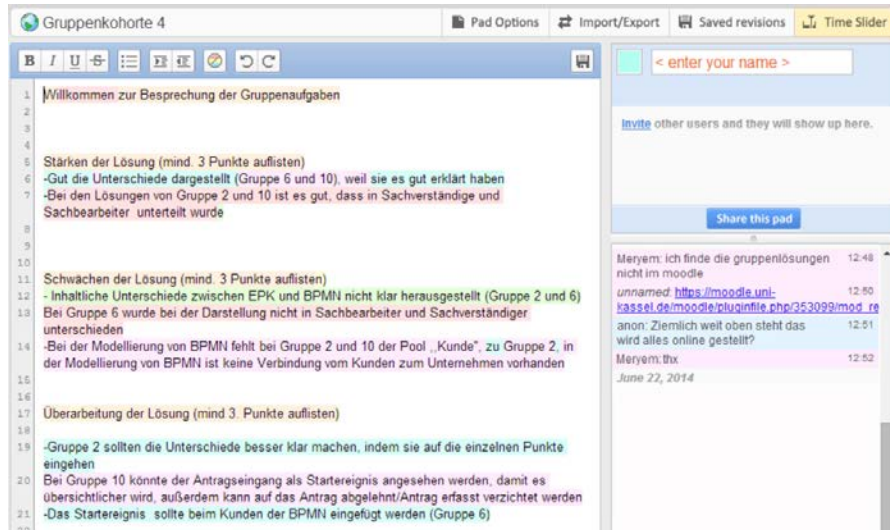 Gruppenkohorte 4
Pad Options
Import/Export
Saved revisions
Time Slider
B I U S
1 Willkommen zur Besprechung der Gruppenaufgaben
2
3
4
5 Stärken der Lösung (mind. 3 Punkte auflisten)
6 -Gut die Unterschiede dargestellt (Gruppe 6 und 10), weil sie es gut erklärt haben
7 -Bei den Lösungen von Gruppe 2 und 10 ist es gut, dass in Sachverständige und
Sachbearbeiter unterteilt wurde
8
9
10
11 Schwächen der Lösung (mind. 3 Punkte auflisten)
12 - Inhaltliche Unterschiede zwischen EPK und BPMN nicht klar herausgestellt (Gruppe 2 und 6)
13 Bei Gruppe 6 wurde bei der Darstellung nicht in Sachbearbeiter und Sachverständiger
unterschieden
14 -Bei der Modellierung von BPMN fehlt bei Gruppe 2 und 10 der Pool ,,Kunde", zu Gruppe 2, in
der Modellierung von BPMN ist keine Verbindung vom Kunden zum Unternehmen vorhanden
15
16
17 Überarbeitung der Lösung (mind 3. Punkte auflisten)
18
19 -Gruppe 2 sollten die Unterschiede besser klar machen, indem sie auf die einzelnen Punkte
eingehen
20 Bei Gruppe 10 könnte der Antragseingang als Startereignis angesehen werden, damit es
übersichtlicher wird, außerdem kann auf das Antrag abgelehnt/Antrag erfasst verzichtet werden
21 -Das Startereignis sollte beim Kunden der BPMN eingefügt werden (Gruppe 6)
< enter your name >
Invite other users and they will show up here.
Share this pad
Meryem: ich finde die gruppenlösungen 12:48
nicht im moodle
unnamed: https://moodle.uni- 12:50
kassel.de/moodle/pluginfile.php/353099/mod_re
anon: Ziemlich weit oben steht das 12:51
wird alles online gestellt?
Meryem: thx 12:52
June 22, 2014